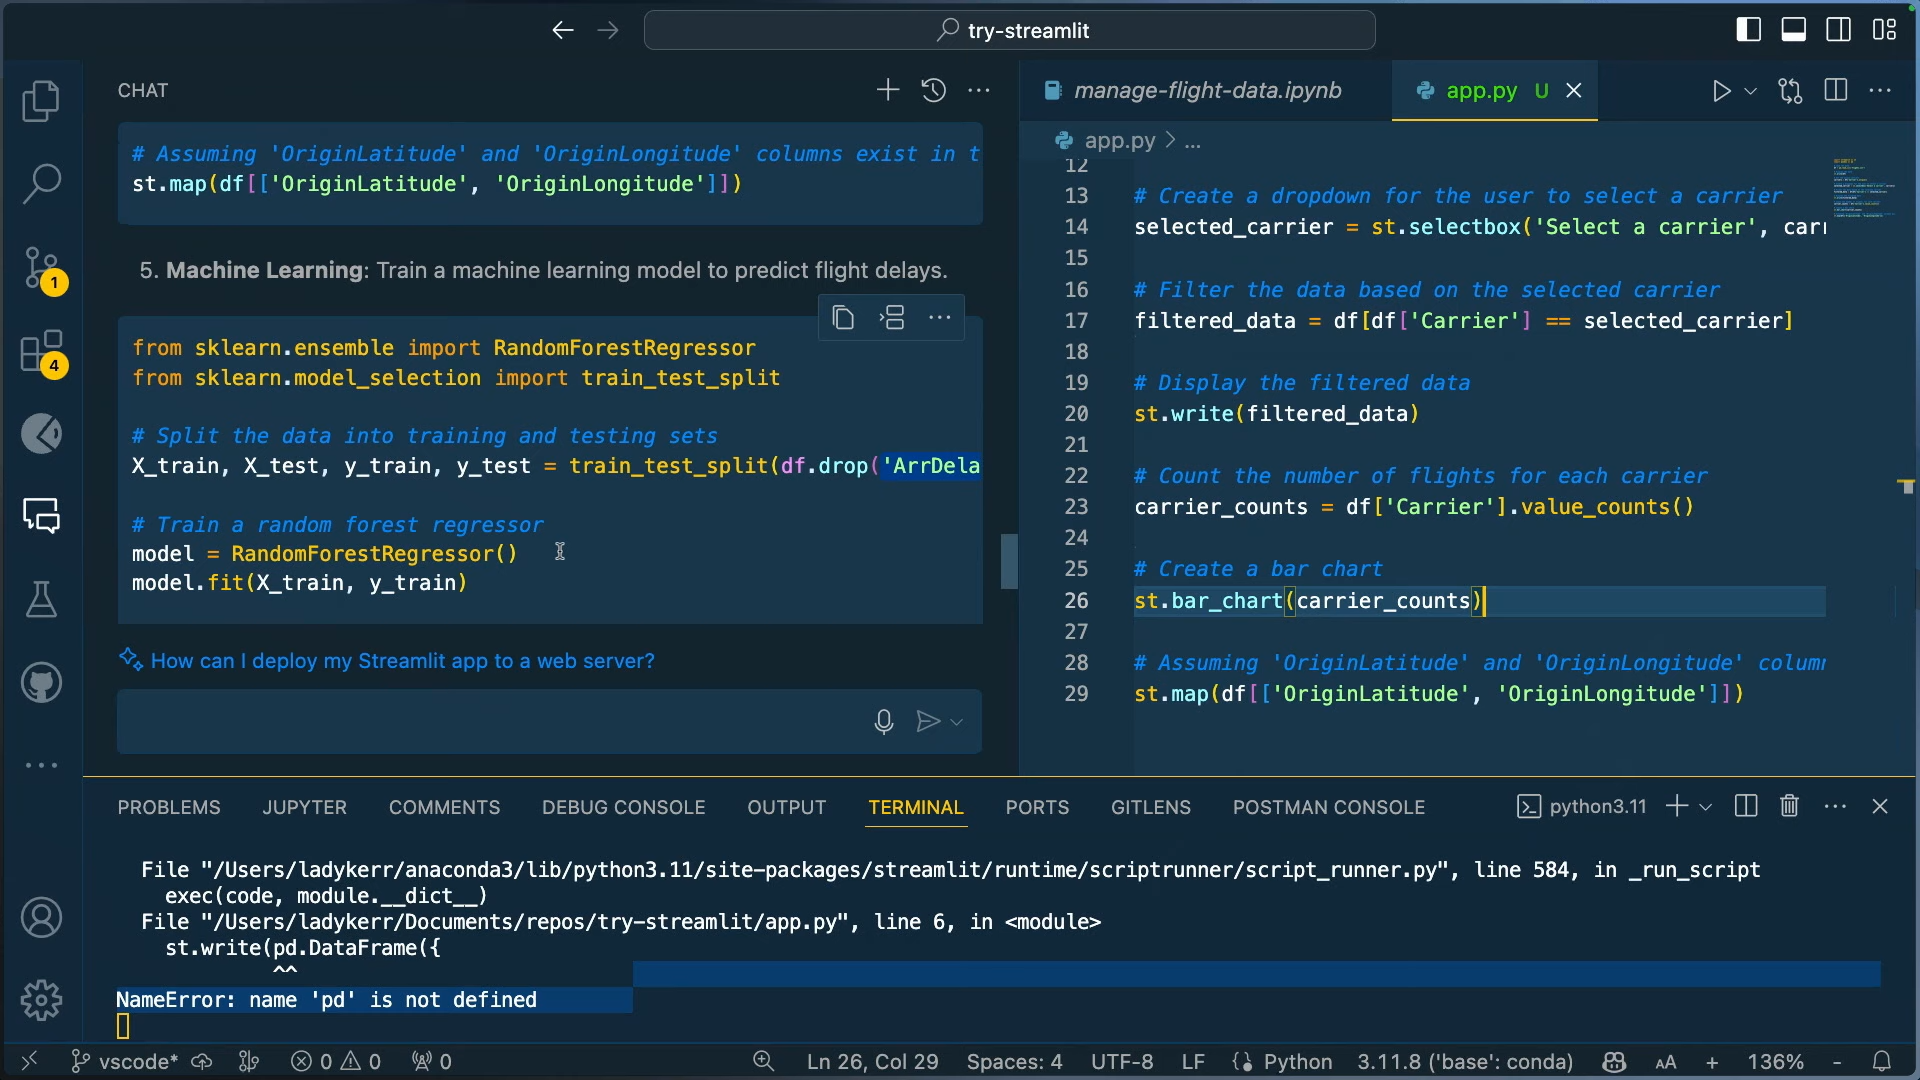 try-streamlit
CHAT
# Assuming 'OriginLatitude' and 'OriginLongitude' columns exist in t
st.map(df[['OriginLatitude', 'OriginLongitude']])
5. Machine Learning: Train a machine learning model to predict flight delays.
from sklearn.ensemble import RandomForestRegressor
from sklearn.model_selection import train_test_split
# Split the data into training and testing sets
X_train, X_test, y_train, y_test = train_test_split(df.drop('ArrDela
# Train a random forest regressor
model = RandomForestRegressor()
model.fit(X_train, y_train)
How can I deploy my Streamlit app to a web server?
1
4
manage-flight-data.ipynb
app.py U
app.py > ...
12
13 # Create a dropdown for the user to select a carrier
14 selected_carrier = st.selectbox('Select a carrier', carr
15
16 # Filter the data based on the selected carrier
17 filtered_data = df[df['Carrier'] == selected_carrier]
18
19 # Display the filtered data
20 st.write(filtered_data)
21
22 # Count the number of flights for each carrier
23 carrier_counts = df['Carrier'].value_counts()
24
25 # Create a bar chart
26 st.bar_chart(carrier_counts)
27
28 # Assuming 'OriginLatitude' and 'OriginLongitude' column
29 st.map(df[['OriginLatitude', 'OriginLongitude']])
PROBLEMS JUPYTER COMMENTS DEBUG CONSOLE OUTPUT TERMINAL PORTS GITLENS POSTMAN CONSOLE python3.11
File "/Users/ladykerr/anaconda3/lib/python3.11/site-packages/streamlit/runtime/scriptrunner/script_runner.py", line 584, in _run_script
exec(code, module.__dict__)
File "/Users/ladykerr/Documents/repos/try-streamlit/app.py", line 6, in <module>
st.write(pd.DataFrame({
^^
NameError: name 'pd' is not defined
vscode* 0 0 0 Ln 26, Col 29 Spaces: 4 UTF-8 LF Python 3.11.8 ('base': conda) AA + 136% -